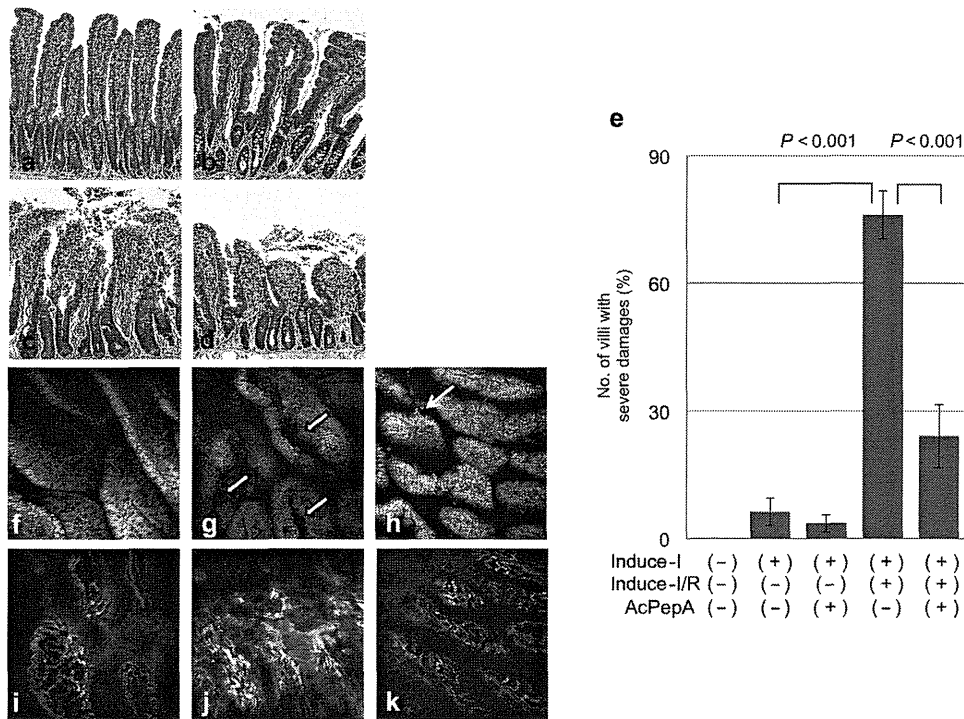 a
b
c
d
e
P < 0.001
P < 0.001
90
60
30
0
No. of villi with
severe damages (%)
Induce-I (−) (+) (+) (+) (+)
Induce-I/R (−) (−) (−) (+) (+)
AcPepA (−) (−) (+) (−) (+)
f
g
h
i
j
k